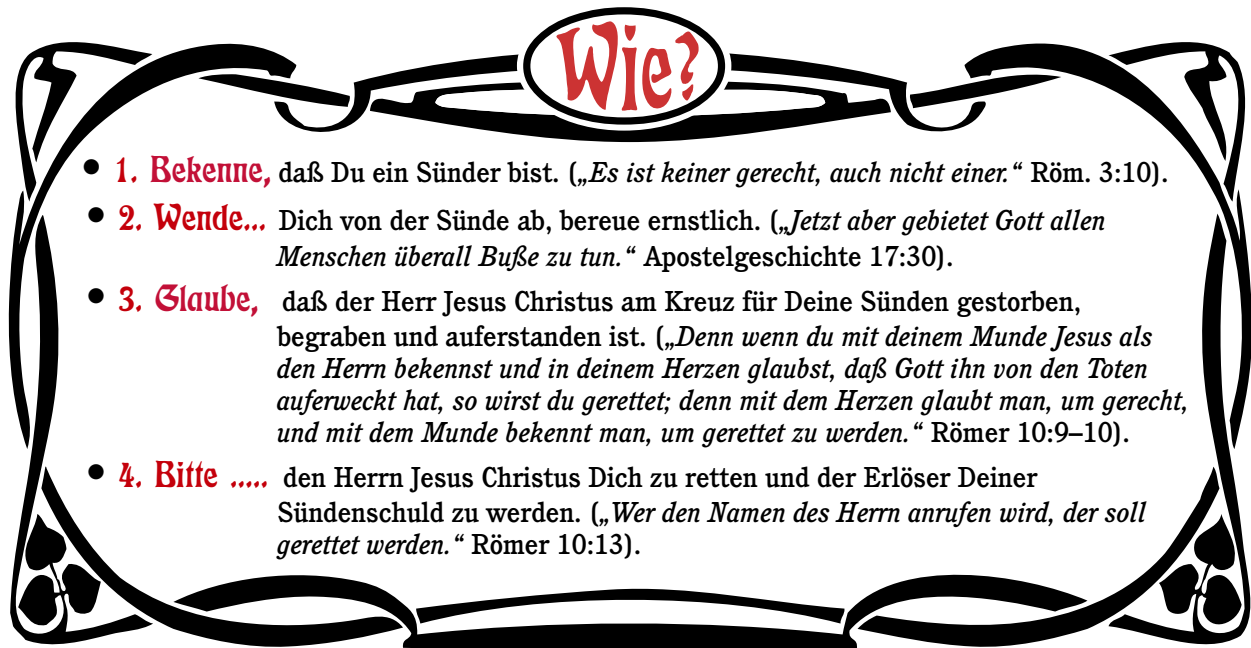 Wie?
• 1. Bekenne, daß Du ein Sünder bist. („Es ist keiner gerecht, auch nicht einer.“ Röm. 3:10).
• 2. Wende... Dich von der Sünde ab, bereue ernstlich. („Jetzt aber gebietet Gott allen
Menschen überall Buße zu tun.“ Apostelgeschichte 17:30).
• 3. Glaube, daß der Herr Jesus Christus am Kreuz für Deine Sünden gestorben,
begraben und auferstanden ist. („Denn wenn du mit deinem Munde Jesus als
den Herrn bekennst und in deinem Herzen glaubst, daß Gott ihn von den Toten
auferweckt hat, so wirst du gerettet; denn mit dem Herzen glaubt man, um gerecht,
und mit dem Munde bekennt man, um gerettet zu werden.“ Römer 10:9–10).
• 4. Bitte ..... den Herrn Jesus Christus Dich zu retten und der Erlöser Deiner
Sündenschuld zu werden. („Wer den Namen des Herrn anrufen wird, der soll
gerettet werden.“ Römer 10:13).